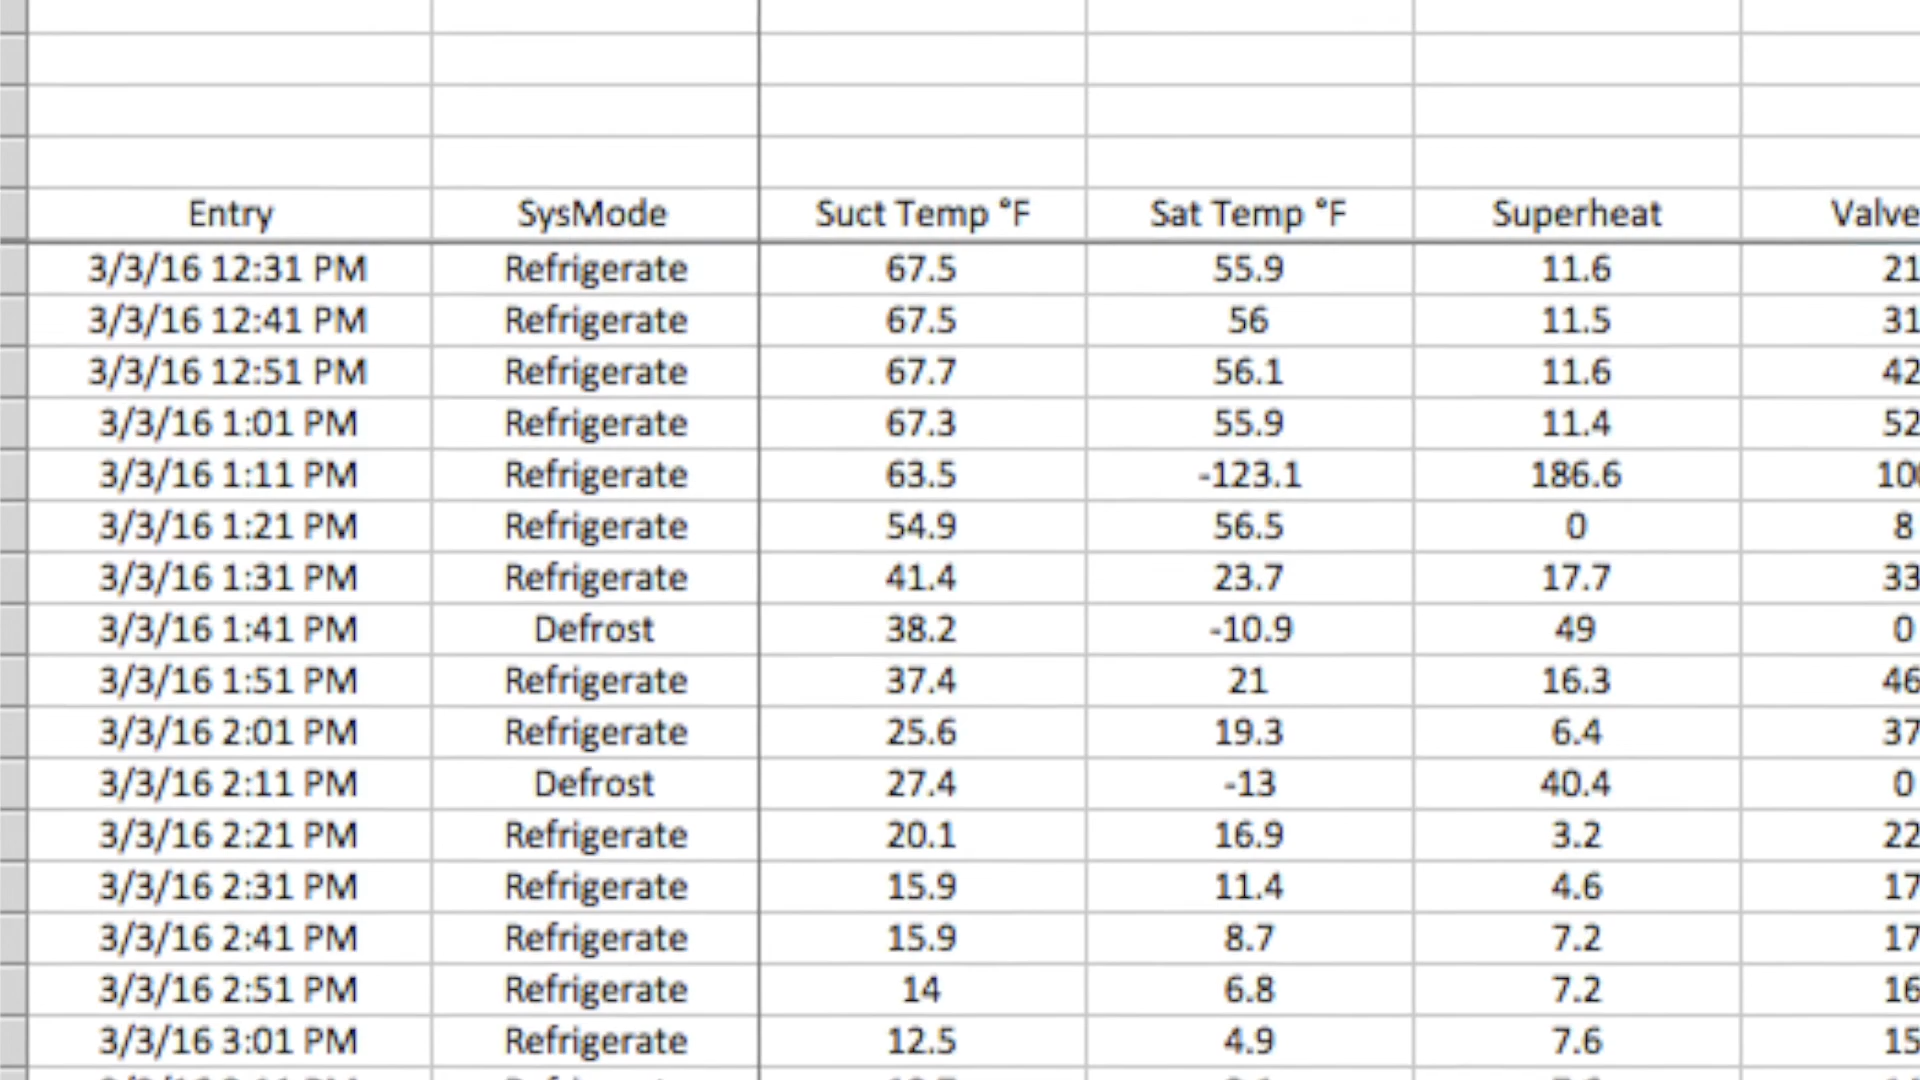 Entry SysMode Suct Temp °F Sat Temp °F Superheat Valve
3/3/16 12:31 PM Refrigerate 67.5 55.9 11.6 21
3/3/16 12:41 PM Refrigerate 67.5 56 11.5 31
3/3/16 12:51 PM Refrigerate 67.7 56.1 11.6 42
3/3/16 1:01 PM Refrigerate 67.3 55.9 11.4 52
3/3/16 1:11 PM Refrigerate 63.5 -123.1 186.6 10
3/3/16 1:21 PM Refrigerate 54.9 56.5 0 8
3/3/16 1:31 PM Refrigerate 41.4 23.7 17.7 33
3/3/16 1:41 PM Defrost 38.2 -10.9 49 0
3/3/16 1:51 PM Refrigerate 37.4 21 16.3 46
3/3/16 2:01 PM Refrigerate 25.6 19.3 6.4 37
3/3/16 2:11 PM Defrost 27.4 -13 40.4 0
3/3/16 2:21 PM Refrigerate 20.1 16.9 3.2 22
3/3/16 2:31 PM Refrigerate 15.9 11.4 4.6 17
3/3/16 2:41 PM Refrigerate 15.9 8.7 7.2 17
3/3/16 2:51 PM Refrigerate 14 6.8 7.2 16
3/3/16 3:01 PM Refrigerate 12.5 4.9 7.6 15